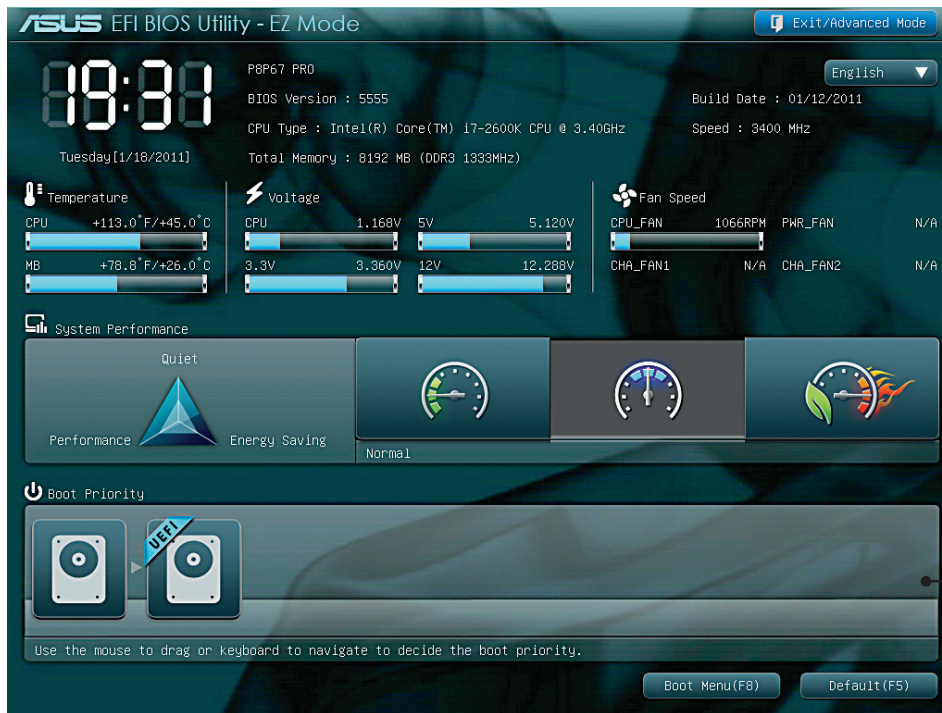 ASUS EFI BIOS Utility - EZ Mode
Exit/Advanced Mode
19:31
Tuesday[1/18/2011]
P8P67 PRO
English
BIOS Version : 5555
Build Date : 01/12/2011
CPU Type : Intel(R) Core(TM) i7-2600K CPU @ 3.40GHz
Speed : 3400 MHz
Total Memory : 8192 MB (DDR3 1333MHz)
Temperature
CPU +113.0°F/+45.0°C
MB +78.8°F/+26.0°C
Voltage
CPU 1.168V 5V 5.120V
3.3V 3.360V 12V 12.288V
Fan Speed
CPU_FAN 1066RPM PWR_FAN N/A
CHA_FAN1 N/A CHA_FAN2 N/A
System Performance
Quiet
Performance
Energy Saving
Normal
Boot Priority
UEFI
Use the mouse to drag or keyboard to navigate to decide the boot priority.
Boot Menu(F8)
Default(F5)